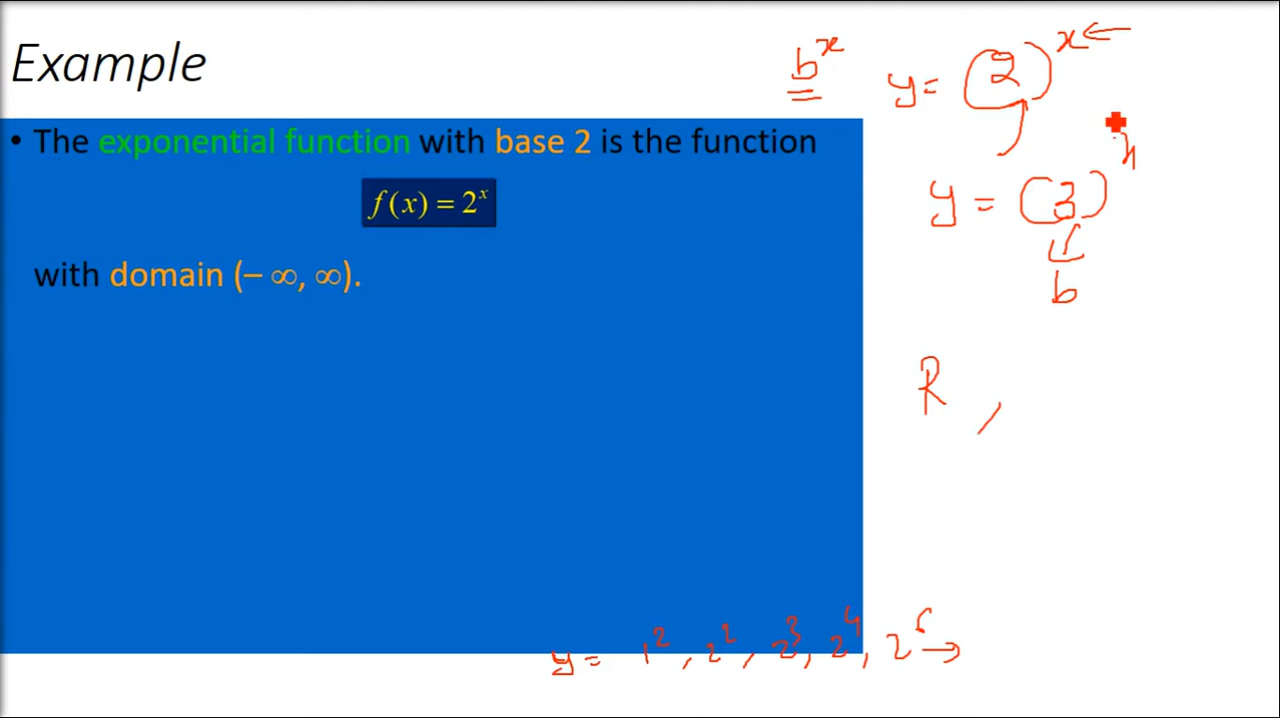 Example
• The exponential function with base 2 is the function
f(x) = 2^x
with domain (– ∞, ∞).
b^x
y = (2)^x ←
y = (3)
b
R ,
y = 1^2, 2^2, 2^3, 2^4, 2^6 →